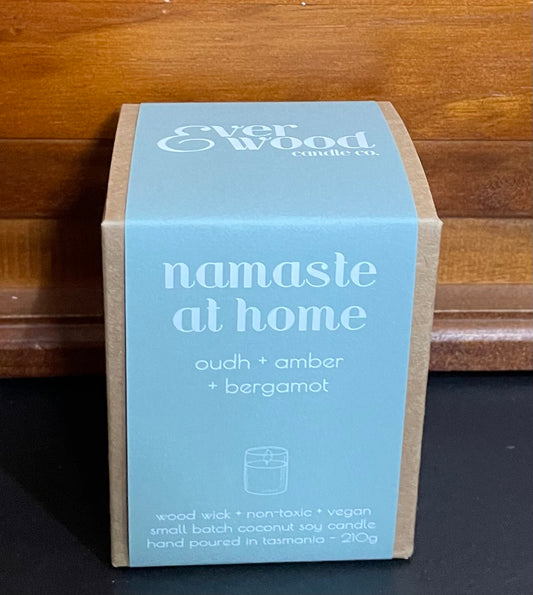 Ever
wood
candle co.
namaste
at home
oudh + amber
+ bergamot
wood wick + non-toxic + vegan
small batch coconut soy candle
hand poured in tasmania - 210g